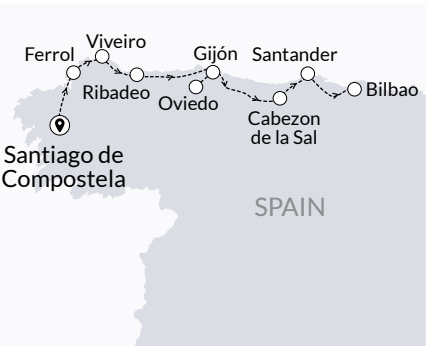 Viveiro
Ferrol
Gijón
Santander
Ribadeo
Oviedo
Bilbao
Cabezon
de la Sal
Santiago de
Compostela
SPAIN